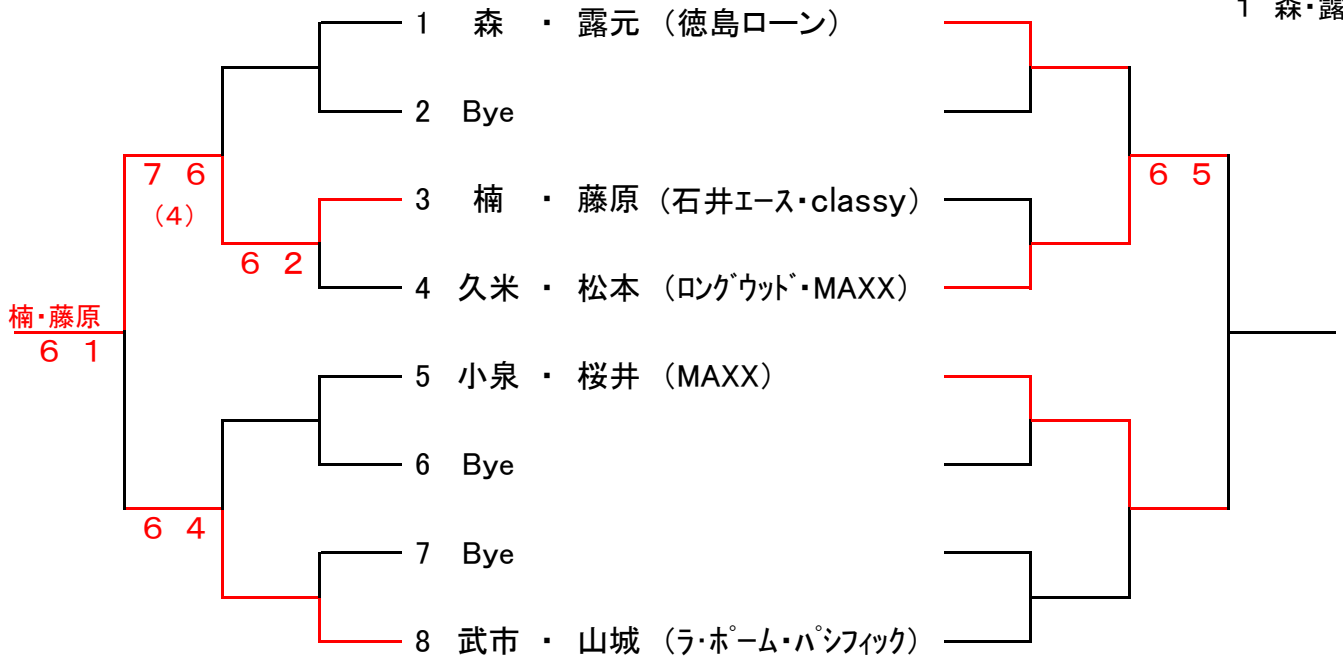 1 森 ・ 露元 (徳島ローン)
1 森・露
2 Bye
7 6
(4)
3 楠 ・ 藤原 (石井エース・classy)
6 5
6 2
4 久米 ・ 松本 (ロングウッド・MAXX)
楠・藤原
6 1
5 小泉 ・ 桜井 (MAXX)
6 Bye
6 4
7 Bye
8 武市 ・ 山城 (ラ・ポーム・パシフィック)